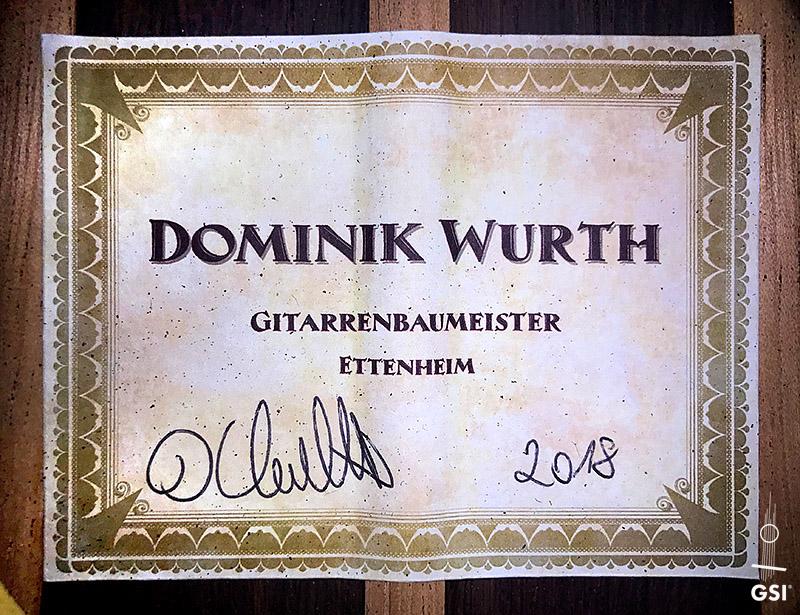 DOMINIK WURTH
GITARRENBAUMEISTER
ETTENHEIM
2018
GSI®